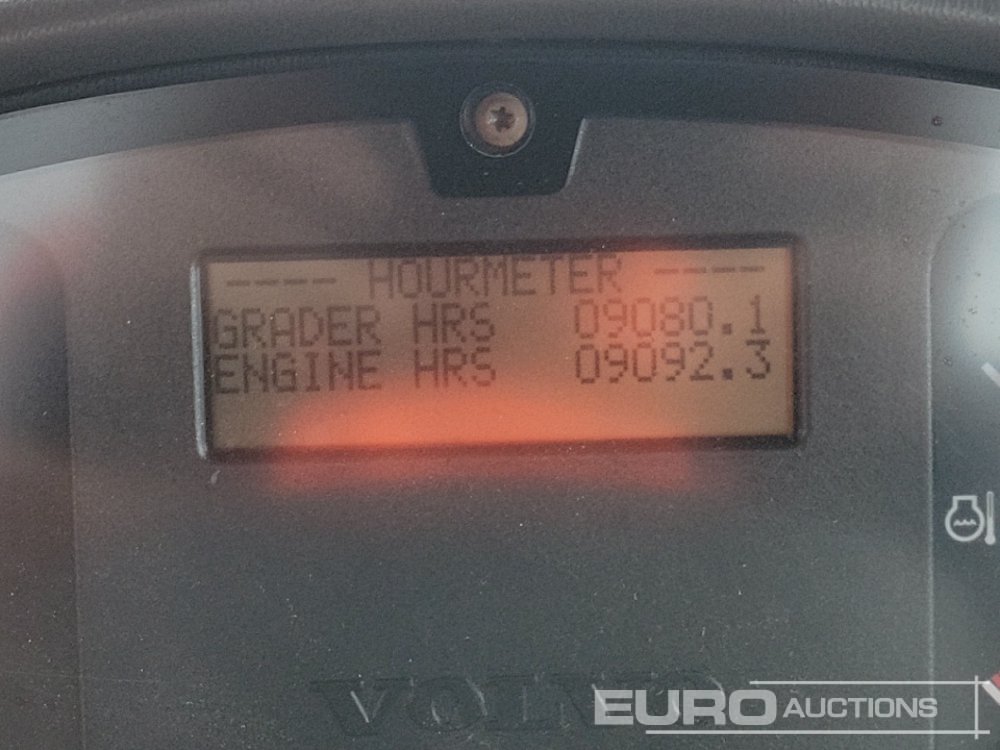 ---- HOURMETER ----
GRADER HRS 09080.1
ENGINE HRS 09092.3
VOLVO
EURO AUCTIONS